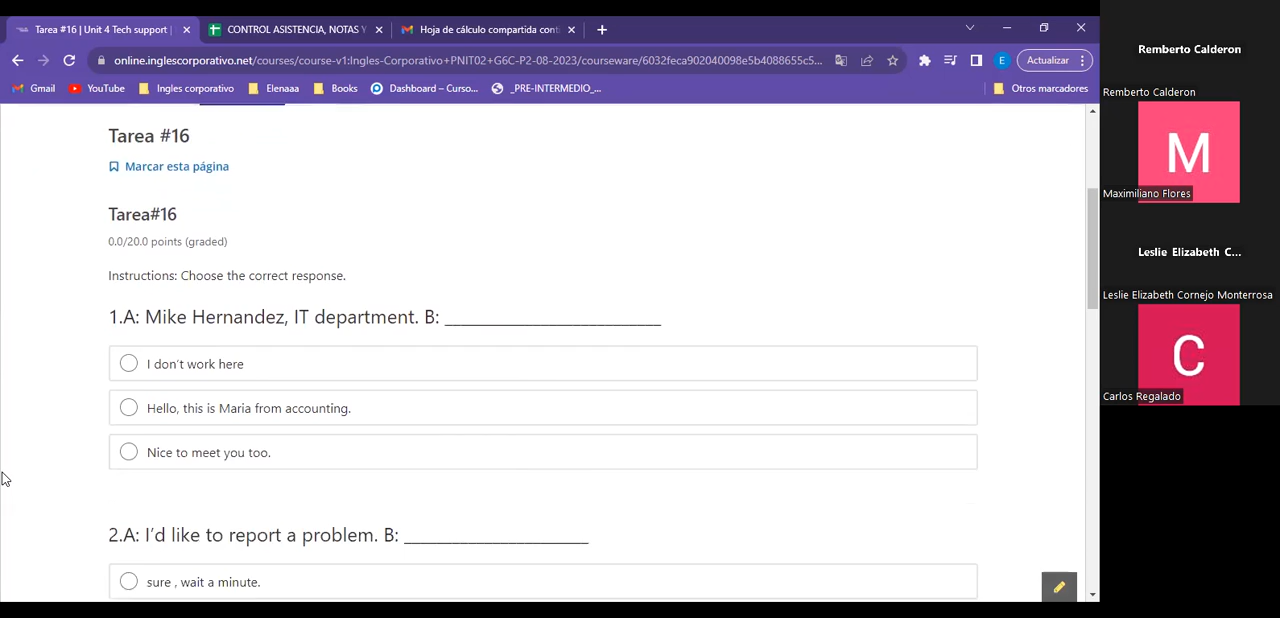 Tarea #16 | Unit 4 Tech support |
CONTROL ASISTENCIA, NOTAS Y
Hoja de cálculo compartida con
online.inglescorporativo.net/courses/course-v1:Ingles-Corporativo+PNIT02+G6C-P2-08-2023/courseware/6032feca902040098e5b4088655c5...
E
Actualizar
Gmail
YouTube
Ingles corporativo
Elenaaa
Books
Dashboard – Curso...
_PRE-INTERMEDIO_...
Otros marcadores
Tarea #16
Marcar esta página
Tarea#16
0.0/20.0 points (graded)
Instructions: Choose the correct response.
1.A: Mike Hernandez, IT department. B: ________________________
I don't work here
Hello, this is Maria from accounting.
Nice to meet you too.
2.A: I'd like to report a problem. B: _____________________
sure , wait a minute.
Remberto Calderon
Remberto Calderon
M
Maximiliano Flores
Leslie Elizabeth C...
Leslie Elizabeth Cornejo Monterrosa
C
Carlos Regalado